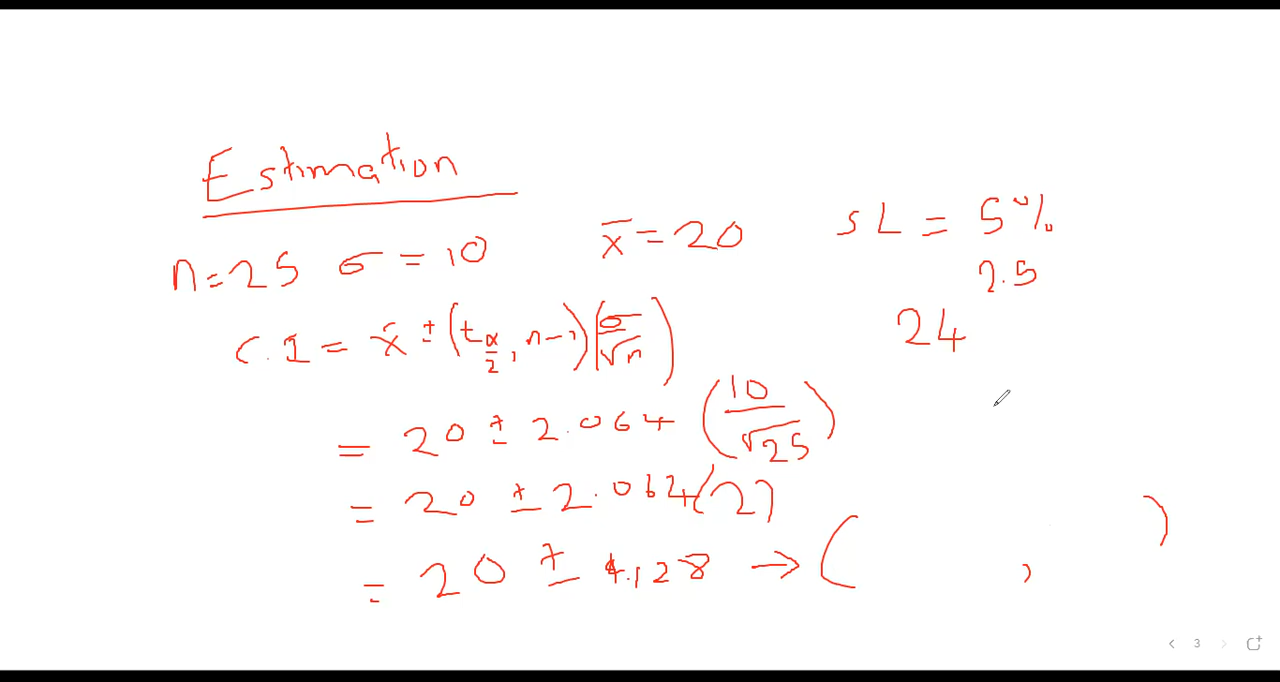 Estimation
n=25 σ = 10 x̄ = 20 SL = 5%
2.5
24
C.I = x̄ ± (t α/2, n-1)(σ/√n)
= 20 ± 2.064 (10/√25)
= 20 ± 2.064(2)
= 20 ± 4.128 → ( , )
3